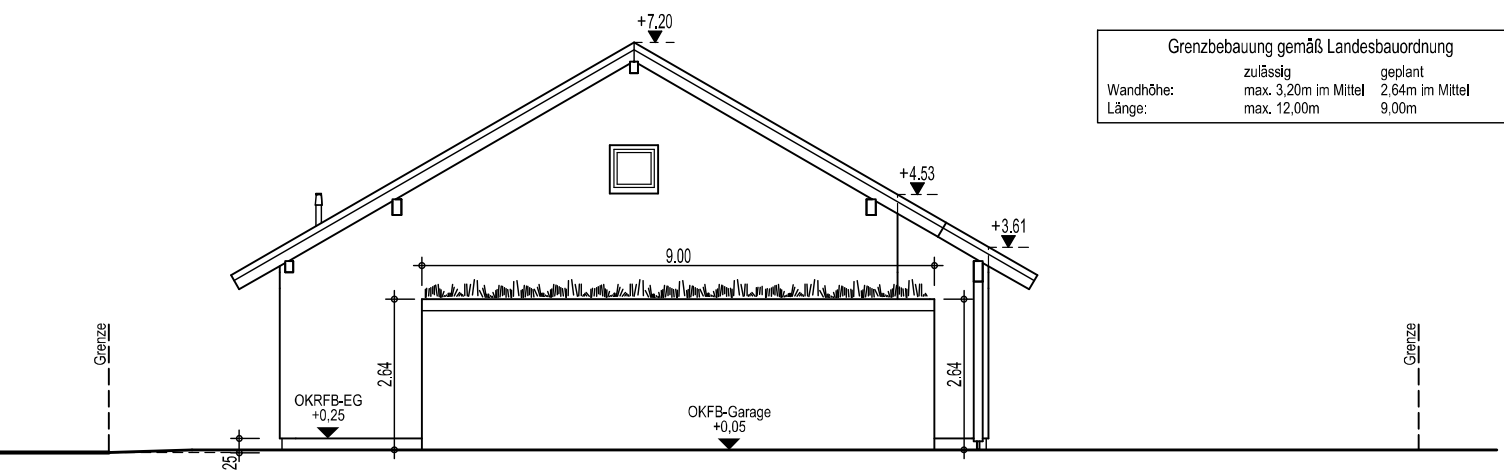 +7.20
Grenzbebauung gemäß Landesbauordnung
zulässig geplant
Wandhöhe: max. 3,20m im Mittel 2,64m im Mittel
Länge: max. 12,00m 9,00m
+4.53
+3.61
9.00
Grenze
Grenze
2.64
2.64
OKRFB-EG
+0,25
OKFB-Garage
+0,05
25